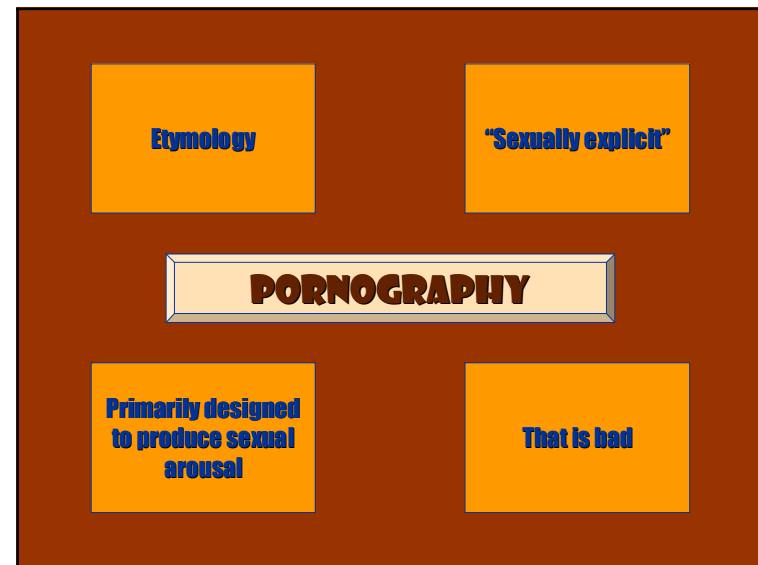 Etymology
“Sexually explicit”
PORNOGRAPHY
Primarily designed
to produce sexual
arousal
That is bad